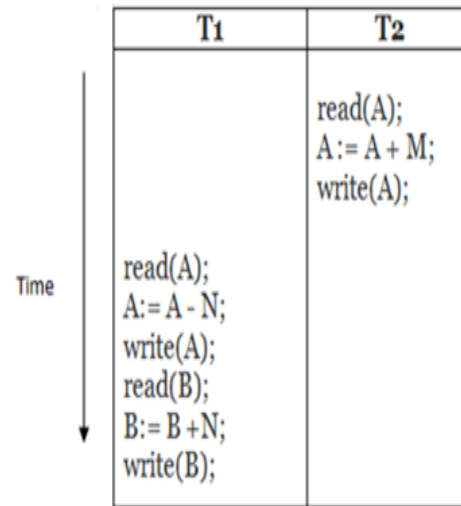 T1 T2
read(A);
A:= A + M;
write(A);
Time
read(A);
A:= A - N;
write(A);
read(B);
B:= B +N;
write(B);